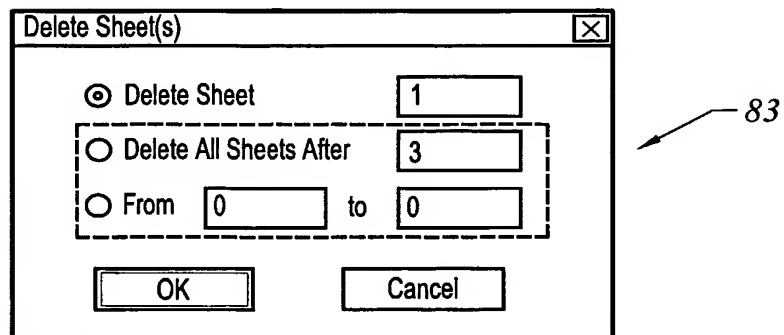 Delete Sheet(s)
Delete Sheet 1
Delete All Sheets After 3
From 0 to 0
OK Cancel
83